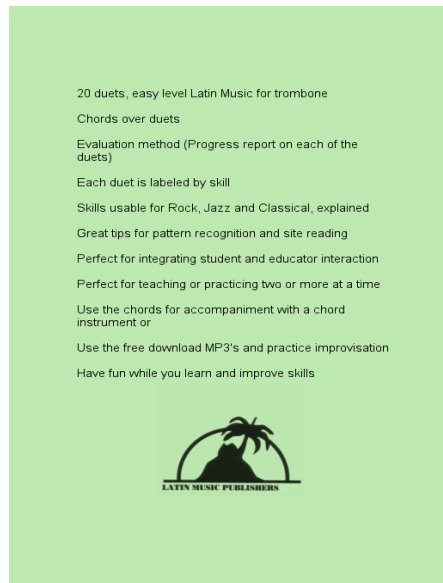 20 duets, easy level Latin Music for trombone
Chords over duets
Evaluation method (Progress report on each of the
duets)
Each duet is labeled by skill
Skills usable for Rock, Jazz and Classical, explained
Great tips for pattern recognition and site reading
Perfect for integrating student and educator interaction
Perfect for teaching or practicing two or more at a time
Use the chords for accompaniment with a chord
instrument or
Use the free download MP3's and practice improvisation
Have fun while you learn and improve skills
LATIN MUSIC PUBLISHERS